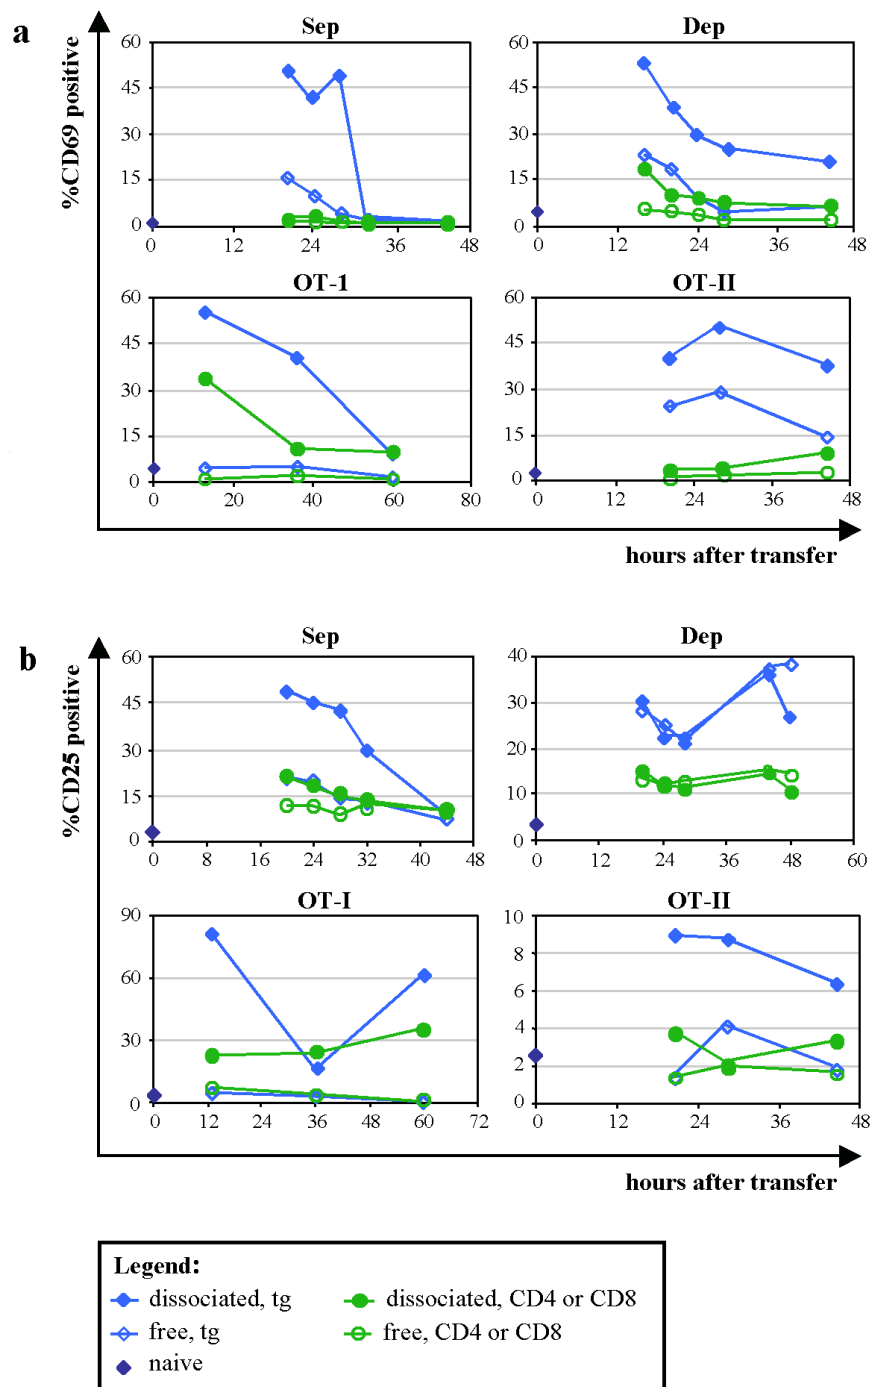 a
Sep
Dep
%CD69 positive
60
45
30
15
0
0 12 24 36 48
60
45
30
15
0
0 12 24 36 48
OT-1
OT-II
60
45
30
15
0
0 20 40 60 80
60
45
30
15
0
0 12 24 36 48
hours after transfer
b
Sep
Dep
%CD25 positive
60
45
30
15
0
0 8 16 24 32 40 48
40
30
20
10
0
0 12 24 36 48 60
OT-I
OT-II
90
60
30
0
0 12 24 36 48 60 72
10
8
6
4
2
0
0 12 24 36 48
hours after transfer
Legend:
dissociated, tg
dissociated, CD4 or CD8
free, tg
free, CD4 or CD8
naive